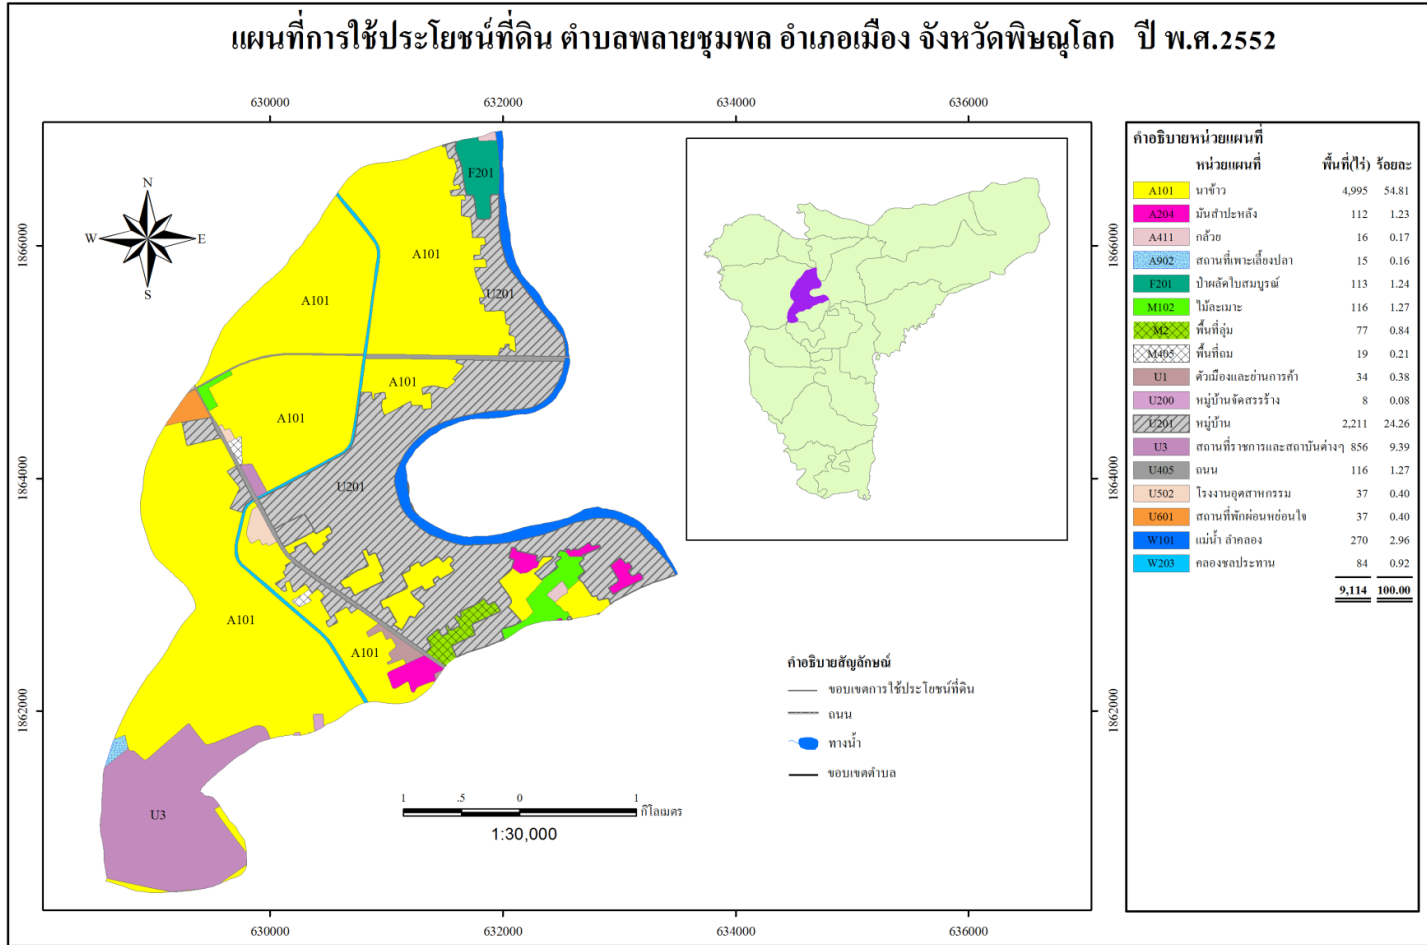 แผนที่การใช้ประโยชน์ที่ดิน ตำบลพลายชุมพล อำเภอเมือง จังหวัดพิษณุโลก ปี พ.ศ.2552
630000 632000 634000 636000
1866000 1866000
1864000 1864000
1862000 1862000
N
W E
S
F201
A101
A101
U201
A101
A101
U201
A101
A101
U3
คำอธิบายสัญลักษณ์
ขอบเขตการใช้ประโยชน์ที่ดิน
ถนน
ทางน้ำ
ขอบเขตตำบล
1 .5 0 1
กิโลเมตร
1:30,000
630000 632000 634000 636000
คำอธิบายหน่วยแผนที่
หน่วยแผนที่ พื้นที่(ไร่) ร้อยละ
A101 นาข้าว 4,995 54.81
A204 มันสำปะหลัง 112 1.23
A411 กล้วย 16 0.17
A902 สถานที่เพาะเลี้ยงปลา 15 0.16
F201 ป่าผลัดใบสมบูรณ์ 113 1.24
M102 ไม้ละเมาะ 116 1.27
M2 พื้นที่ลุ่ม 77 0.84
M405 พื้นที่ถม 19 0.21
U1 ตัวเมืองและย่านการค้า 34 0.38
U200 หมู่บ้านจัดสรรร้าง 8 0.08
U201 หมู่บ้าน 2,211 24.26
U3 สถานที่ราชการและสถาบันต่างๆ 856 9.39
U405 ถนน 116 1.27
U502 โรงงานอุตสาหกรรม 37 0.40
U601 สถานที่พักผ่อนหย่อนใจ 37 0.40
W101 แม่น้ำ ลำคลอง 270 2.96
W203 คลองชลประทาน 84 0.92
9,114 100.00